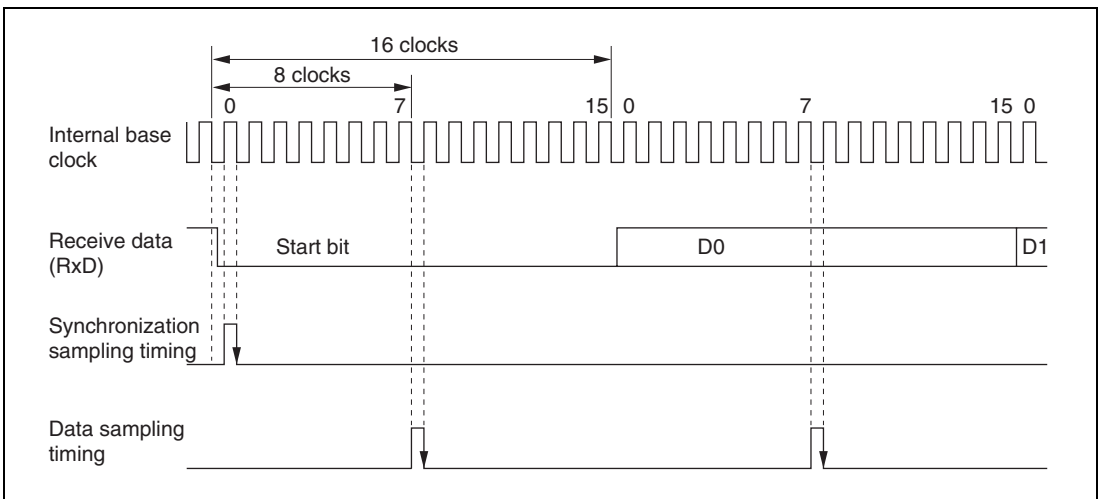 16 clocks
8 clocks
0 7 15 0 7 15 0
Internal base
clock
Receive data
(RxD)
Start bit D0 D1
Synchronization
sampling timing
Data sampling
timing